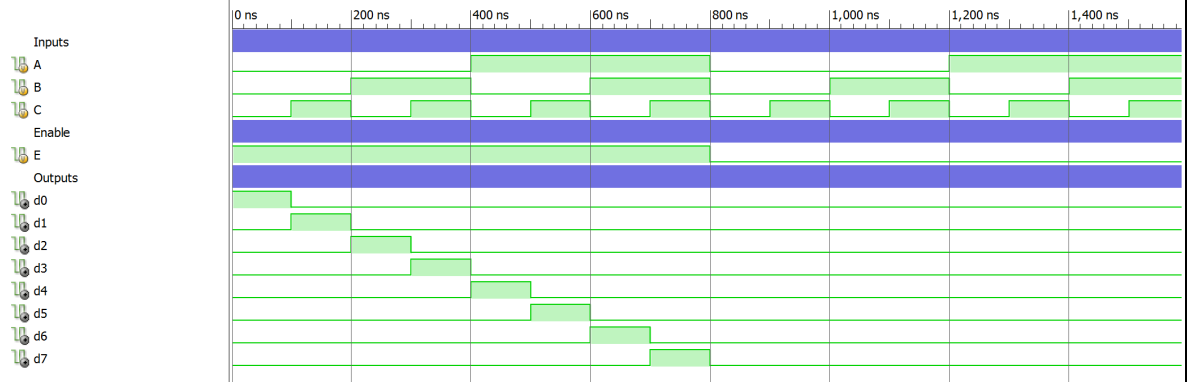 0 ns 200 ns 400 ns 600 ns 800 ns 1,000 ns 1,200 ns 1,400 ns
Inputs
A
B
C
Enable
E
Outputs
d0
d1
d2
d3
d4
d5
d6
d7